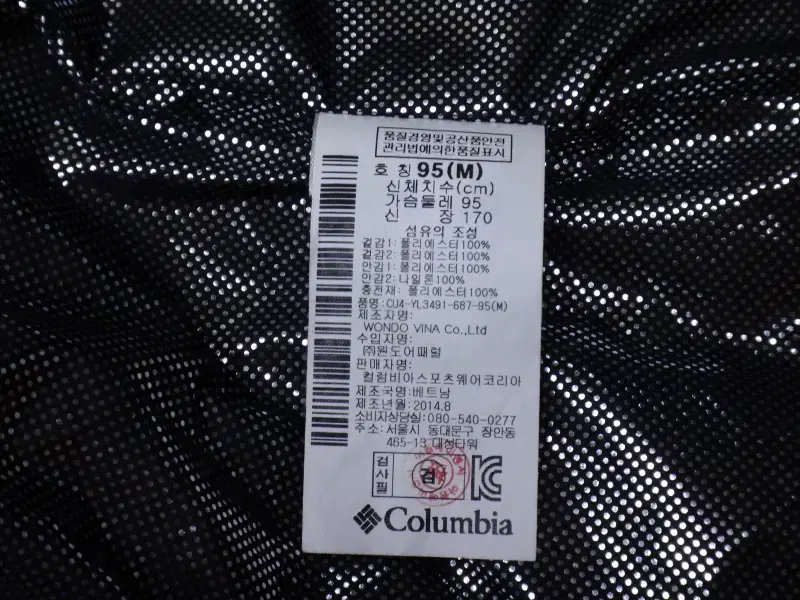 품질경영및공산품안전
관리법에의한품질표시
호 칭 95(M)
신체치수(cm)
가슴둘레 95
신 장 170
섬유의 조성
겉감1: 폴리에스터100%
겉감2: 폴리에스터100%
안감1: 폴리에스터100%
안감2: 나일론100%
충전재: 폴리에스터100%
품명: CU4-YL3491-687-95(M)
제조자명:
WONDO VINA Co.,Ltd
수입자명:
(주)원도어패럴
판매자명:
컬럼비아스포츠웨어코리아
제조국명:베트남
제조년월:2014.8
소비자상담실:080-540-0277
주소:서울시 동대문구 장안동
465-13 대성타워
검사필
검
KC
Columbia